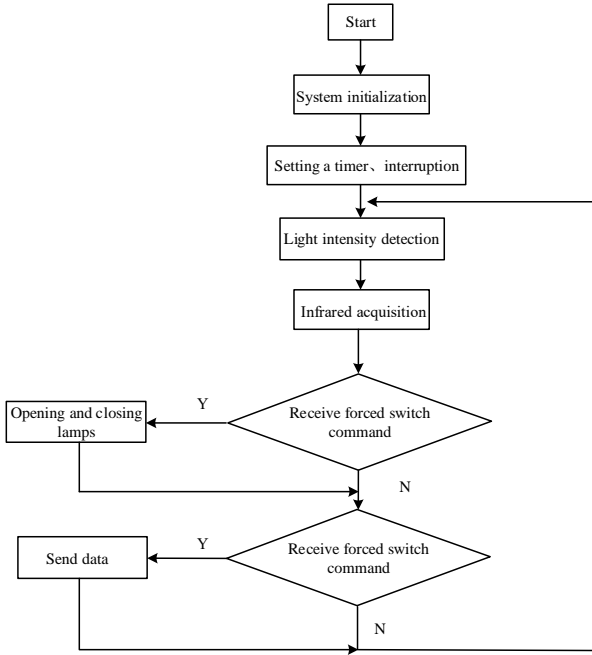 Start
System initialization
Setting a timer、interruption
Light intensity detection
Infrared acquisition
Receive forced switch
command
Y
Opening and closing
lamps
N
Receive forced switch
command
Y
Send data
N